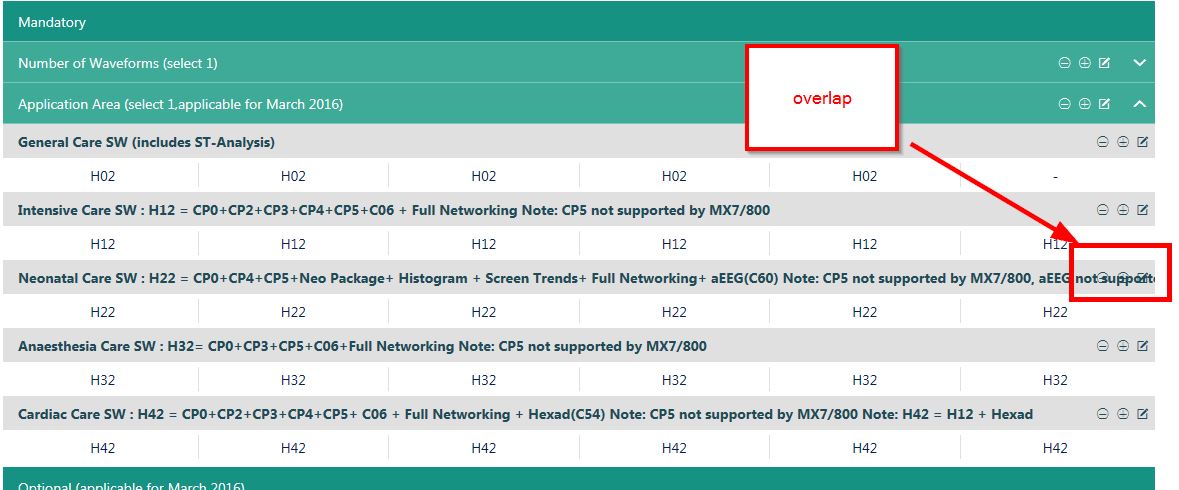 Mandatory
Number of Waveforms (select 1)
overlap
Application Area (select 1,applicable for March 2016)
General Care SW (includes ST-Analysis)
H02 H02 H02 H02 H02 -
Intensive Care SW : H12 = CP0+CP2+CP3+CP4+CP5+C06 + Full Networking Note: CP5 not supported by MX7/800
H12 H12 H12 H12 H12 H12
Neonatal Care SW : H22 = CP0+CP4+CP5+Neo Package+ Histogram + Screen Trends+ Full Networking+ aEEG(C60) Note: CP5 not supported by MX7/800, aEEG not supporte
H22 H22 H22 H22 H22 H22
Anaesthesia Care SW : H32= CP0+CP3+CP5+C06+Full Networking Note: CP5 not supported by MX7/800
H32 H32 H32 H32 H32 H32
Cardiac Care SW : H42 = CP0+CP2+CP3+CP4+CP5+ C06 + Full Networking + Hexad(C54) Note: CP5 not supported by MX7/800 Note: H42 = H12 + Hexad
H42 H42 H42 H42 H42 H42
Optional (applicable for March 2016)